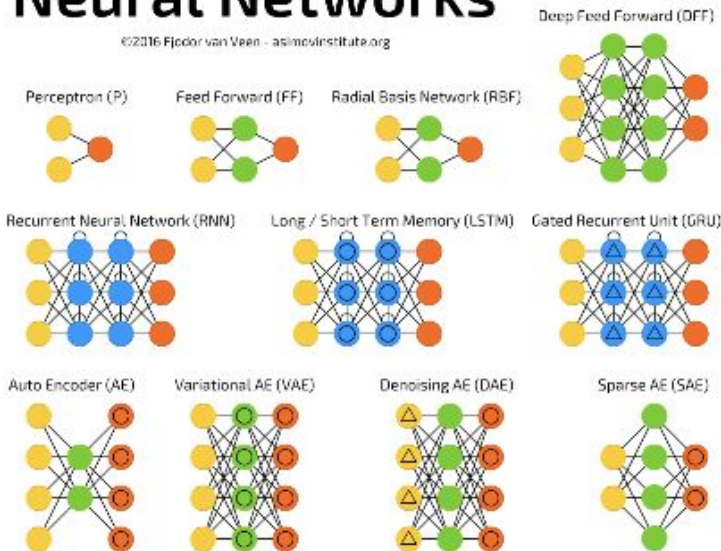 Neural Networks
©2016 Fjodor van Veen - asimovinstitute.org
Deep Feed Forward (DFF)
Perceptron (P)
Feed Forward (FF)
Radial Basis Network (RBF)
Recurrent Neural Network (RNN)
Long / Short Term Memory (LSTM)
Gated Recurrent Unit (GRU)
Auto Encoder (AE)
Variational AE (VAE)
Denoising AE (DAE)
Sparse AE (SAE)